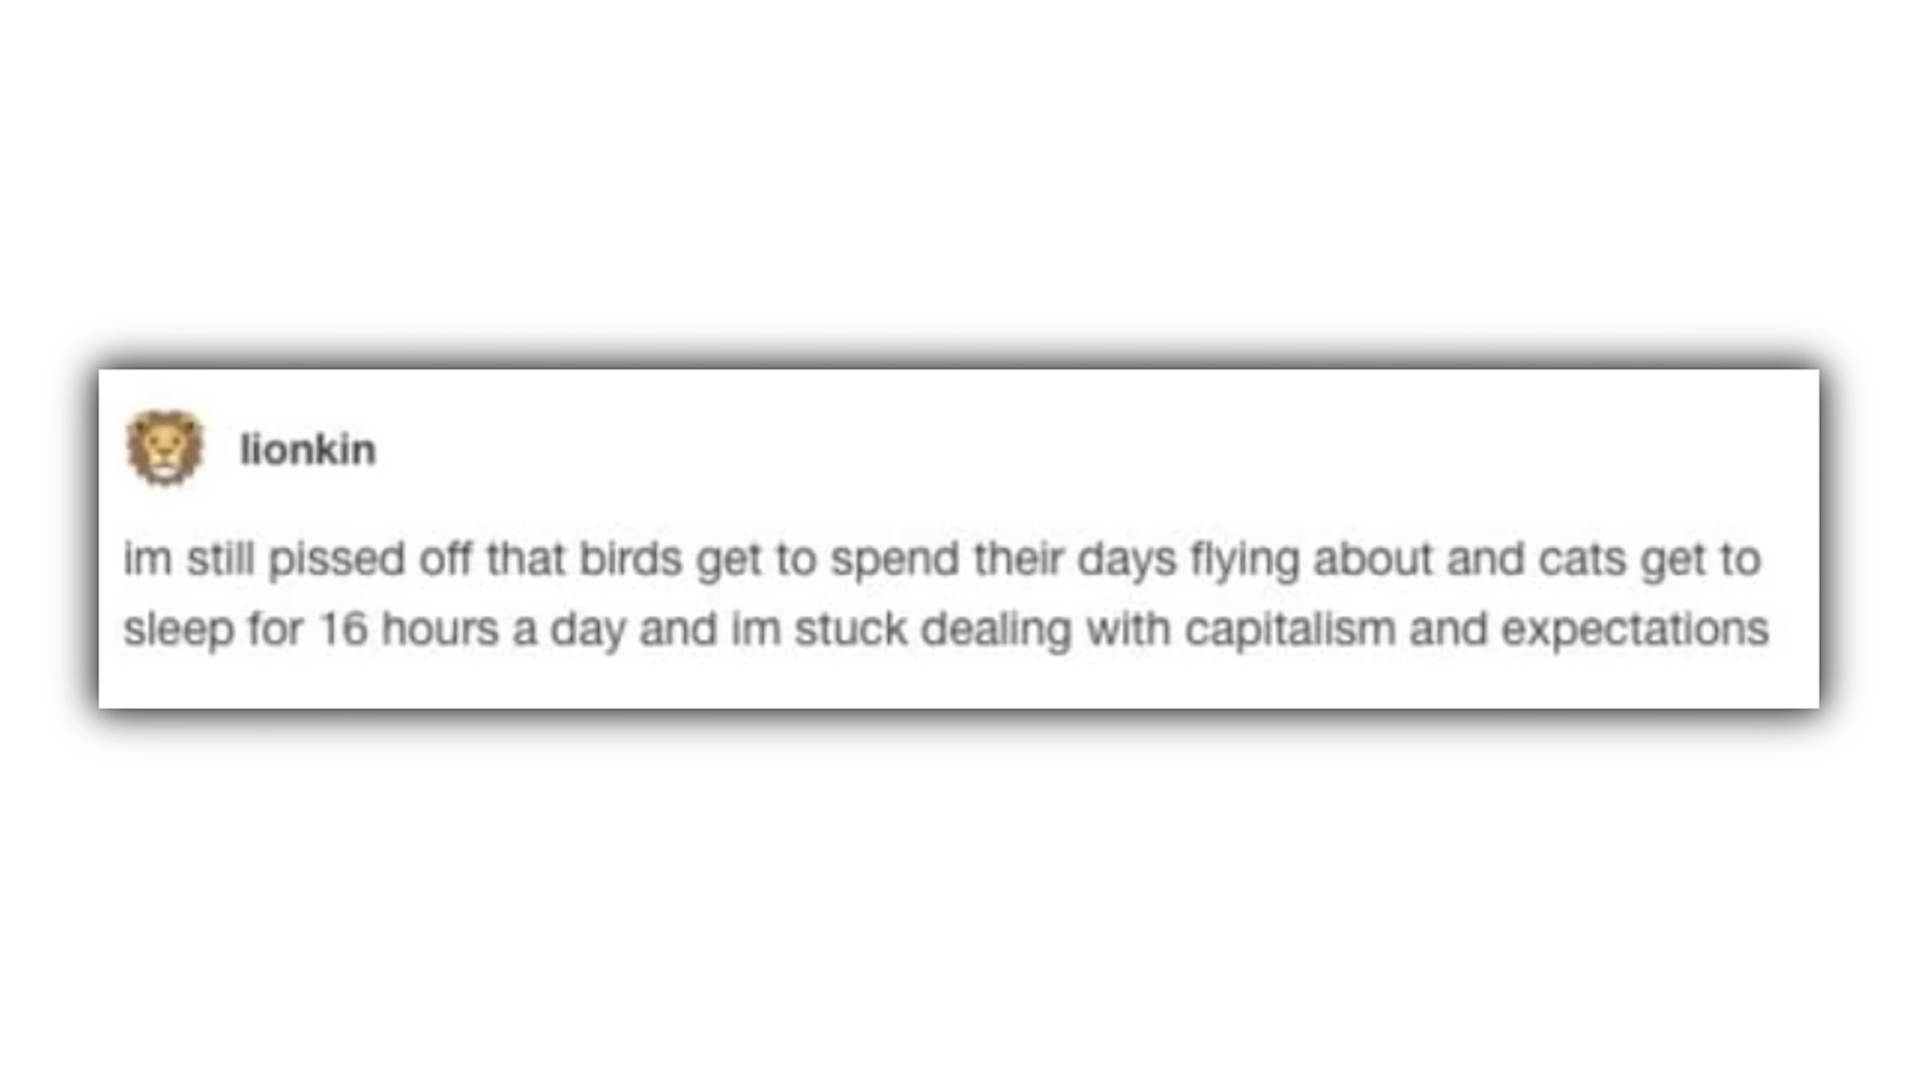 lionkin
im still pissed off that birds get to spend their days flying about and cats get to
sleep for 16 hours a day and im stuck dealing with capitalism and expectations